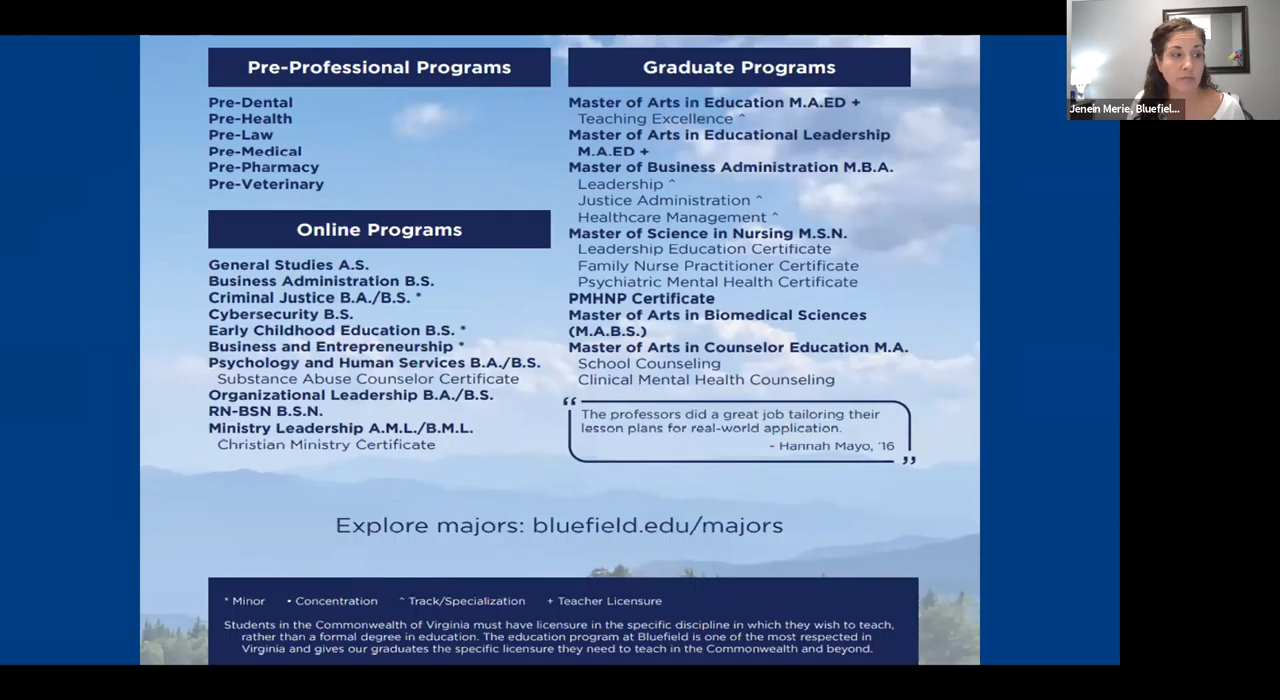 Pre-Professional Programs
Pre-Dental
Pre-Health
Pre-Law
Pre-Medical
Pre-Pharmacy
Pre-Veterinary
Online Programs
General Studies A.S.
Business Administration B.S.
Criminal Justice B.A./B.S. *
Cybersecurity B.S.
Early Childhood Education B.S. *
Business and Entrepreneurship *
Psychology and Human Services B.A./B.S.
Substance Abuse Counselor Certificate
Organizational Leadership B.A./B.S.
RN-BSN B.S.N.
Ministry Leadership A.M.L./B.M.L.
Christian Ministry Certificate
Graduate Programs
Master of Arts in Education M.A.ED +
Teaching Excellence ^
Master of Arts in Educational Leadership
M.A.ED +
Master of Business Administration M.B.A.
Leadership ^
Justice Administration ^
Healthcare Management ^
Master of Science in Nursing M.S.N.
Leadership Education Certificate
Family Nurse Practitioner Certificate
Psychiatric Mental Health Certificate
PMHNP Certificate
Master of Arts in Biomedical Sciences
(M.A.B.S.)
Master of Arts in Counselor Education M.A.
School Counseling
Clinical Mental Health Counseling
“The professors did a great job tailoring their
lesson plans for real-world application.
- Hannah Mayo, '16”
Explore majors: bluefield.edu/majors
* Minor • Concentration ^ Track/Specialization + Teacher Licensure
Students in the Commonwealth of Virginia must have licensure in the specific discipline in which they wish to teach,
rather than a formal degree in education. The education program at Bluefield is one of the most respected in
Virginia and gives our graduates the specific licensure they need to teach in the Commonwealth and beyond.
Jenein Merie, Bluefiel...